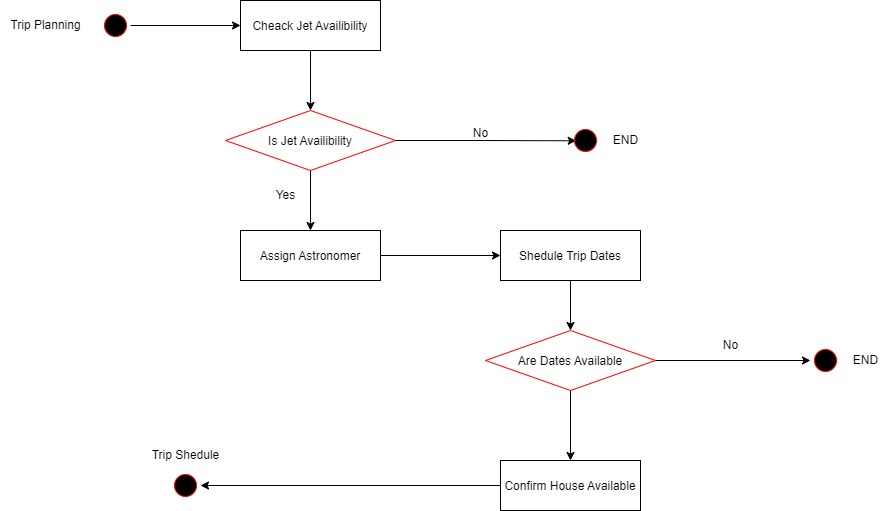 Trip Planning
Cheack Jet Availibility
Is Jet Availibility
No
END
Yes
Assign Astronomer
Shedule Trip Dates
Are Dates Available
No
END
Trip Shedule
Confirm House Available